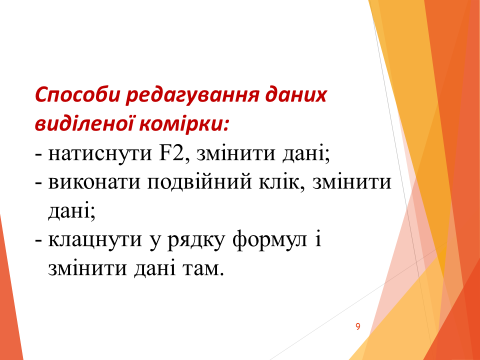 Способи редагування даних
виділеної комірки:
- натиснути F2, змінити дані;
- виконати подвійний клік, змінити
дані;
- клацнути у рядку формул і
змінити дані там.
9